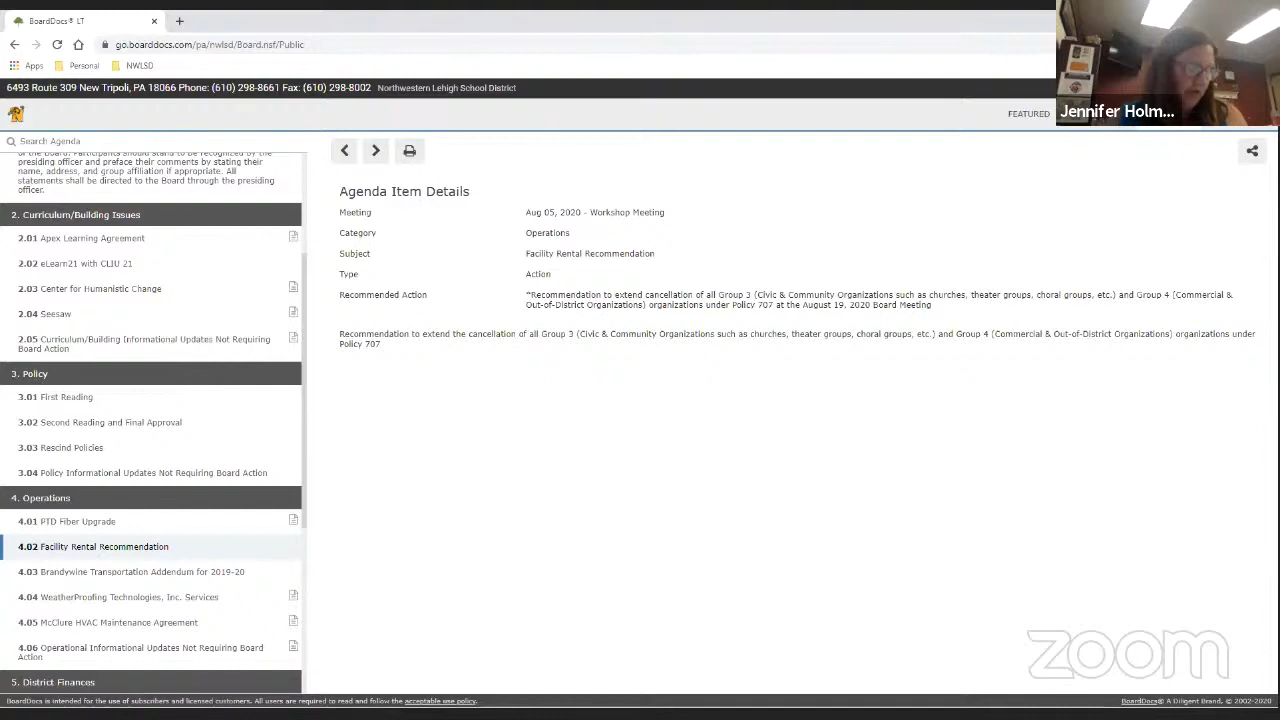 BoardDocs® LT
go.boarddocs.com/pa/nwlsd/Board.nsf/Public
Apps
Personal
NWLSD
6493 Route 309 New Tripoli, PA 18066 Phone: (610) 298-8661 Fax: (610) 298-8002 Northwestern Lehigh School District
FEATURED
Jennifer Holm...
Search Agenda
of the Board. Participants should stand to be recognized by the
presiding officer and preface their comments by stating their
name, address, and group affiliation if appropriate. All
statements shall be directed to the Board through the presiding
officer.
2. Curriculum/Building Issues
2.01 Apex Learning Agreement
2.02 eLearn21 with CLIU 21
2.03 Center for Humanistic Change
2.04 Seesaw
2.05 Curriculum/Building Informational Updates Not Requiring
Board Action
3. Policy
3.01 First Reading
3.02 Second Reading and Final Approval
3.03 Rescind Policies
3.04 Policy Informational Updates Not Requiring Board Action
4. Operations
4.01 PTD Fiber Upgrade
4.02 Facility Rental Recommendation
4.03 Brandywine Transportation Addendum for 2019-20
4.04 WeatherProofing Technologies, Inc. Services
4.05 McClure HVAC Maintenance Agreement
4.06 Operational Informational Updates Not Requiring Board
Action
5. District Finances
Agenda Item Details
Meeting Aug 05, 2020 - Workshop Meeting
Category Operations
Subject Facility Rental Recommendation
Type Action
Recommended Action "Recommendation to extend cancellation of all Group 3 (Civic & Community Organizations such as churches, theater groups, choral groups, etc.) and Group 4 [Commercial &
Out-of-District Organizations) organizations under Policy 707 at the August 19, 2020 Board Meeting
Recommendation to extend the cancellation of all Group 3 (Civic & Community Organizations such as churches, theater groups, choral groups, etc.) and Group 4 (Commercial & Out-of-District Organizations) organizations under
Policy 707
zoom
BoardDocs is intended for the use of subscribers and licensed customers. All users are required to read and follow the acceptable use policy.
BoardDocs® A Diligent Brand. © 2002-2020